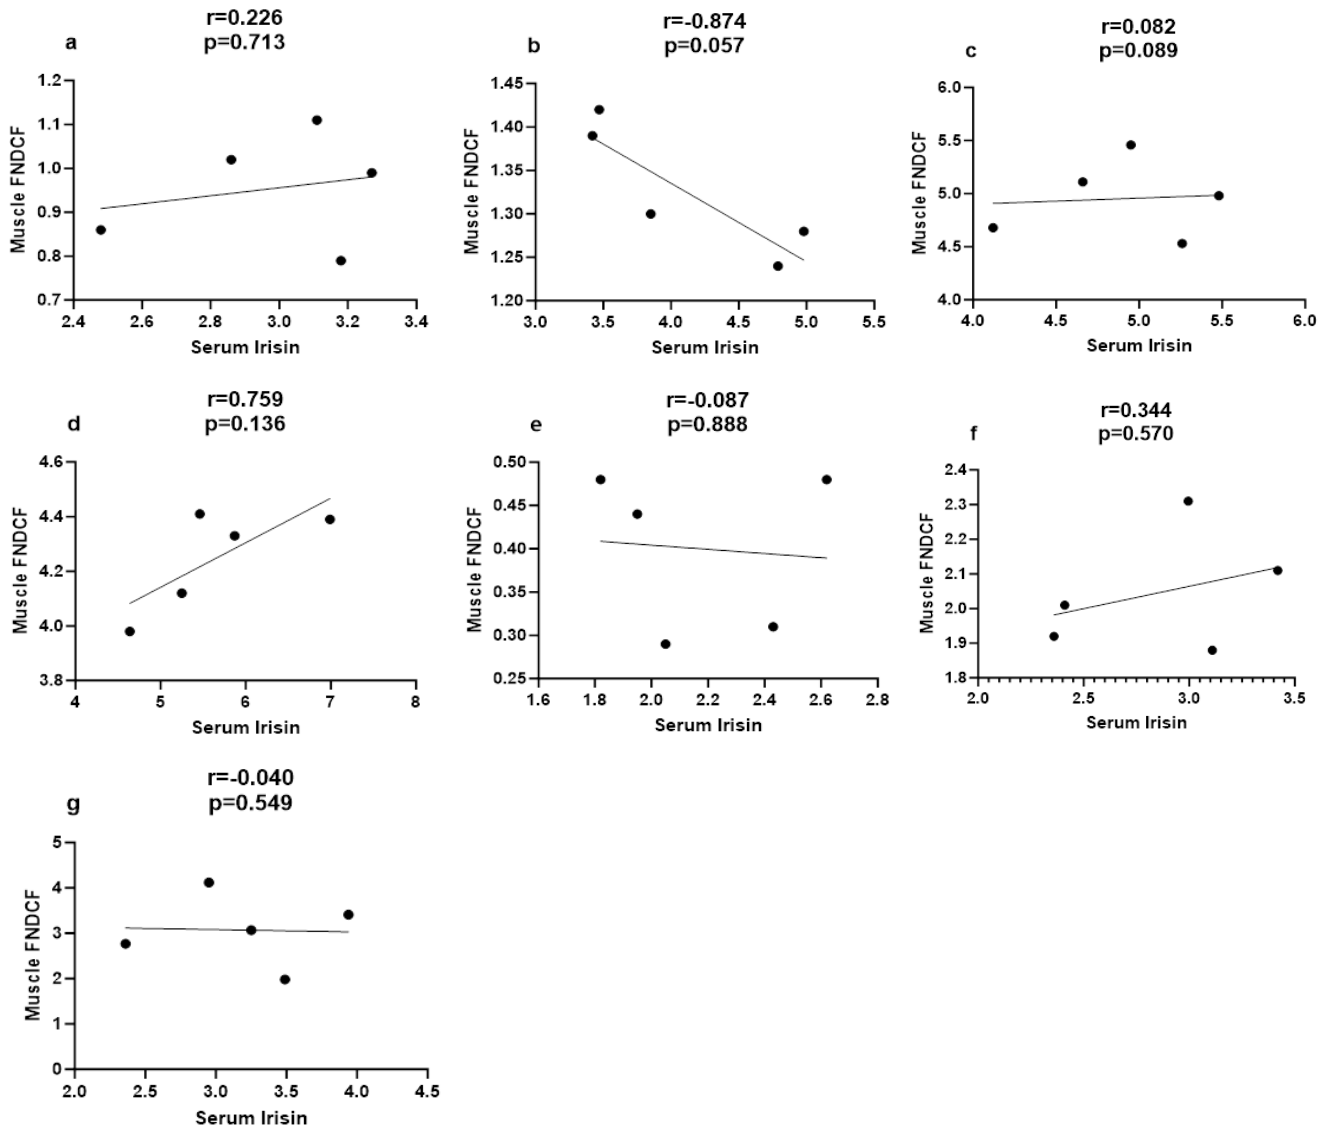 a
r=0.226
p=0.713
Muscle FNDCF
1.2
1.1
1.0
0.9
0.8
0.7
2.4 2.6 2.8 3.0 3.2 3.4
Serum Irisin
b
r=-0.874
p=0.057
Muscle FNDCF
1.45
1.40
1.35
1.30
1.25
1.20
3.0 3.5 4.0 4.5 5.0 5.5
Serum Irisin
c
r=0.082
p=0.089
Muscle FNDCF
6.0
5.5
5.0
4.5
4.0
4.0 4.5 5.0 5.5 6.0
Serum Irisin
d
r=0.759
p=0.136
Muscle FNDCF
4.6
4.4
4.2
4.0
3.8
4 5 6 7 8
Serum Irisin
e
r=-0.087
p=0.888
Muscle FNDCF
0.50
0.45
0.40
0.35
0.30
0.25
1.6 1.8 2.0 2.2 2.4 2.6 2.8
Serum Irisin
f
r=0.344
p=0.570
Muscle FNDCF
2.4
2.3
2.2
2.1
2.0
1.9
1.8
2.0 2.5 3.0 3.5
Serum Irisin
g
r=-0.040
p=0.549
Muscle FNDCF
5
4
3
2
1
0
2.0 2.5 3.0 3.5 4.0 4.5
Serum Irisin